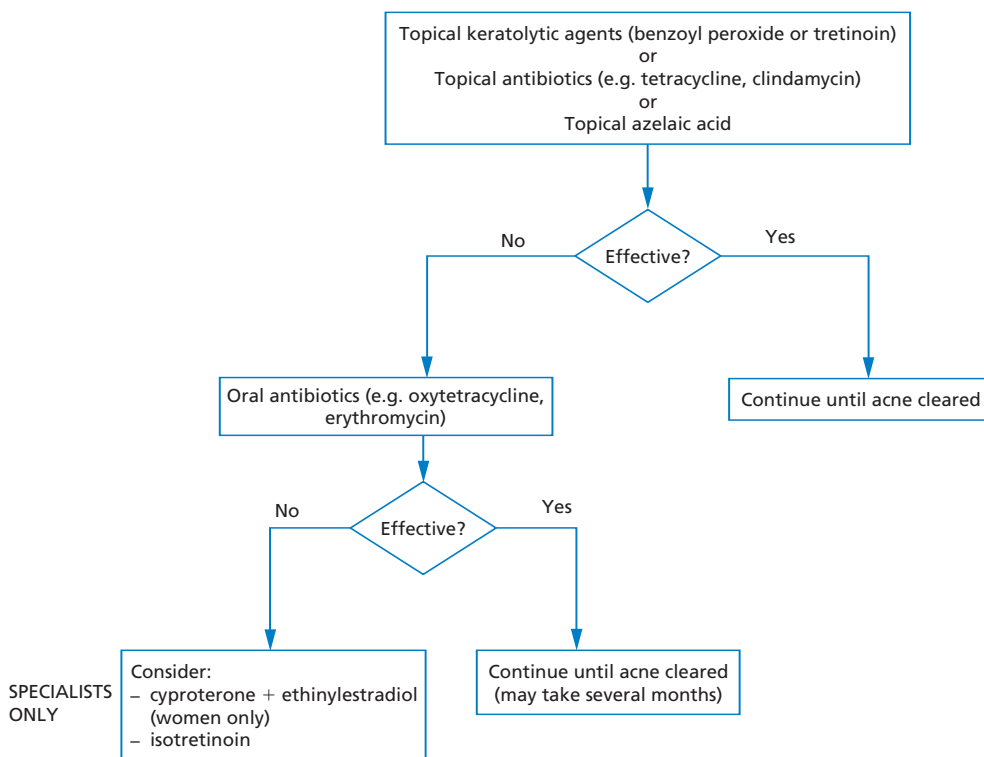 Topical keratolytic agents (benzoyl peroxide or tretinoin)
or
Topical antibiotics (e.g. tetracycline, clindamycin)
or
Topical azelaic acid
No
Effective?
Yes
Oral antibiotics (e.g. oxytetracycline,
erythromycin)
Continue until acne cleared
No
Effective?
Yes
SPECIALISTS
ONLY
Consider:
– cyproterone + ethinylestradiol
(women only)
– isotretinoin
Continue until acne cleared
(may take several months)